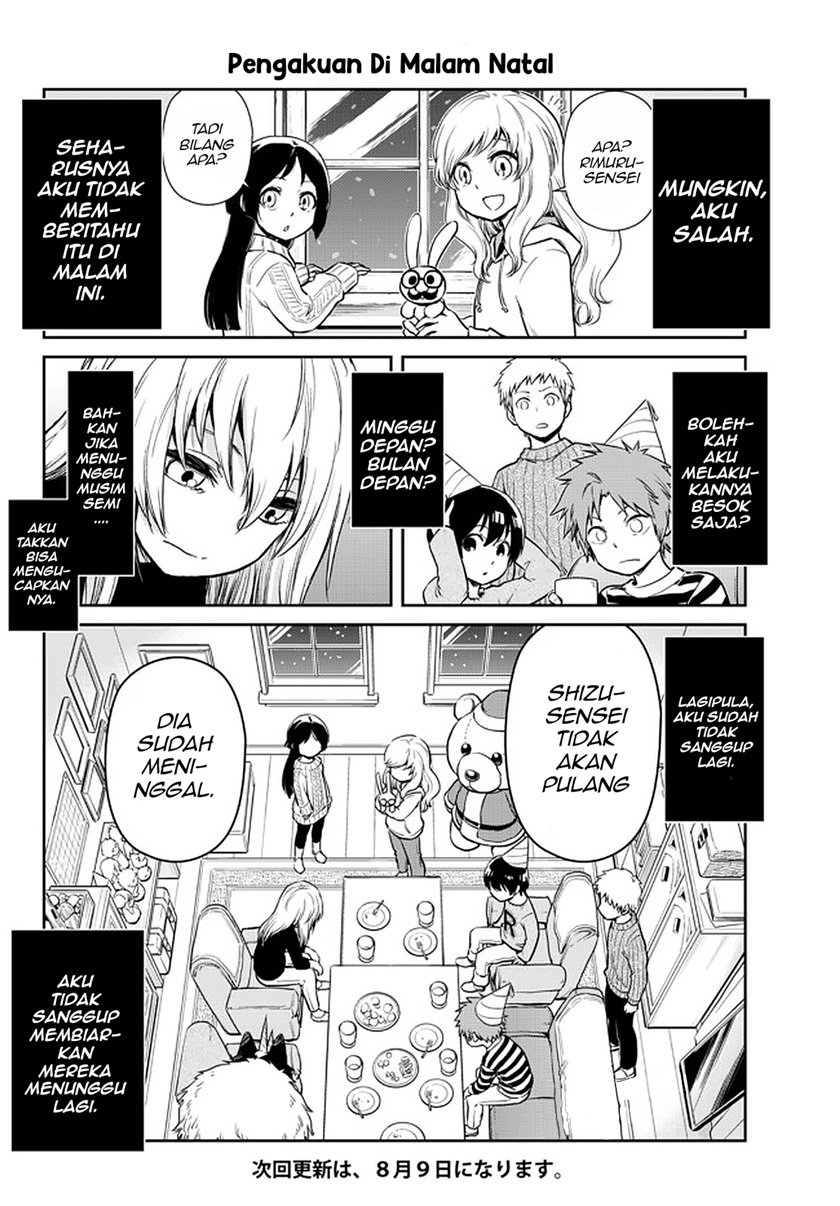 Pengakuan Di Malam Natal
MUNGKIN,
AKU
SALAH.
APA?
RIMURU-
SENSEI
TADI
BILANG
APA?
SEHA-
RUSNYA
AKU TIDAK
MEM-
BERITAHU
ITU DI
MALAM
INI.
BOLEH-
KAH
AKU
MELAKU-
KANNYA
BESOK
SAJA?
MINGGU
DEPAN?
BULAN
DEPAN?
BAH-
KAN
JIKA
MENU-
NGGU
MUSIM
SEMI
....
AKU
TAKKAN
BISA
MENGU-
CAPKAN
NYA.
LAGIPULA,
AKU SUDAH
TIDAK
SANGGUP
LAGI.
SHIZU-
SENSEI
TIDAK
AKAN
PULANG
DIA
SUDAH
MENI-
NGGAL.
AKU
TIDAK
SANGGUP
MEMBIAR-
KAN
MEREKA
MENUNGGU
LAGI.
次回更新は、8月9日になります。